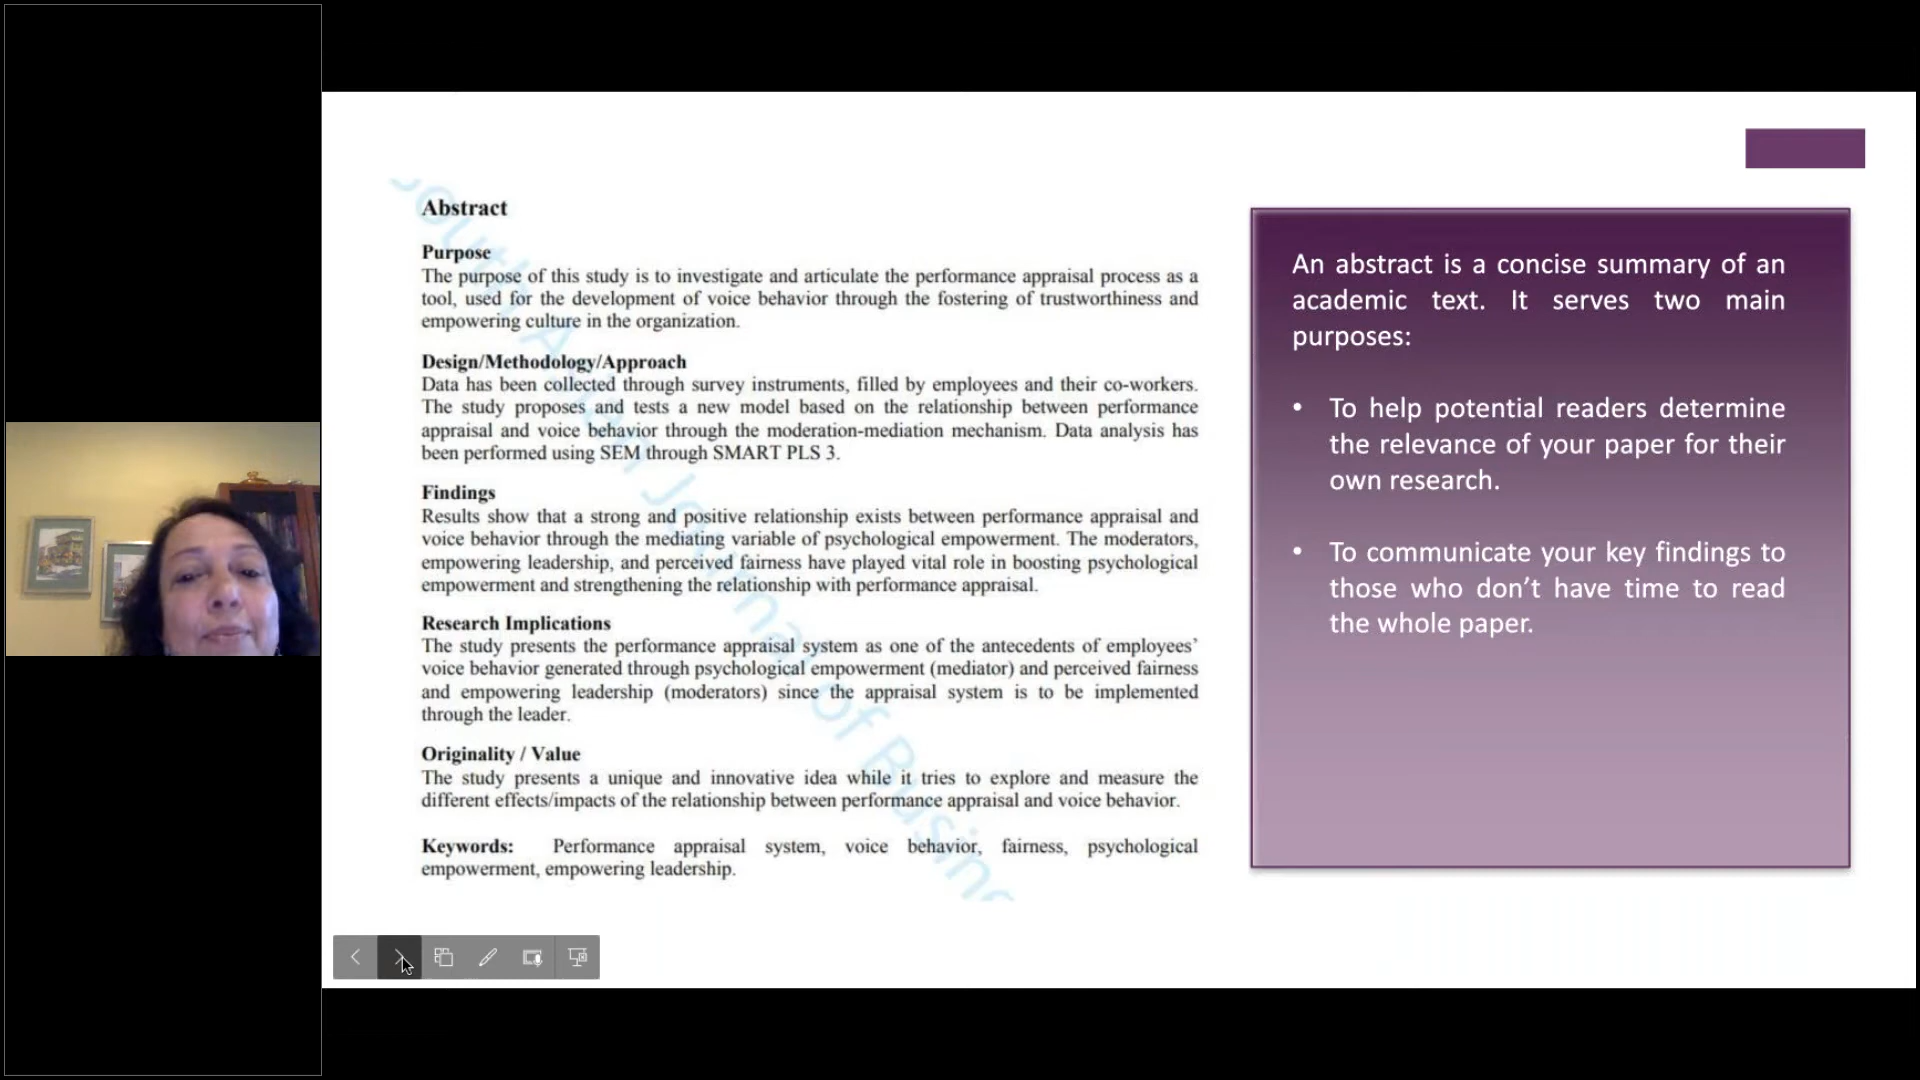 Abstract
Purpose
The purpose of this study is to investigate and articulate the performance appraisal process as a
tool, used for the development of voice behavior through the fostering of trustworthiness and
empowering culture in the organization.
Design/Methodology/Approach
Data has been collected through survey instruments, filled by employees and their co-workers.
The study proposes and tests a new model based on the relationship between performance
appraisal and voice behavior through the moderation-mediation mechanism. Data analysis has
been performed using SEM through SMART PLS 3.
Findings
Results show that a strong and positive relationship exists between performance appraisal and
voice behavior through the mediating variable of psychological empowerment. The moderators,
empowering leadership, and perceived fairness have played vital role in boosting psychological
empowerment and strengthening the relationship with performance appraisal.
Research Implications
The study presents the performance appraisal system as one of the antecedents of employees’
voice behavior generated through psychological empowerment (mediator) and perceived fairness
and empowering leadership (moderators) since the appraisal system is to be implemented
through the leader.
Originality / Value
The study presents a unique and innovative idea while it tries to explore and measure the
different effects/impacts of the relationship between performance appraisal and voice behavior.
Keywords: Performance appraisal system, voice behavior, fairness, psychological
empowerment, empowering leadership.
South Asian Journal of Busin
An abstract is a concise summary of an
academic text. It serves two main
purposes:
• To help potential readers determine
the relevance of your paper for their
own research.
• To communicate your key findings to
those who don’t have time to read
the whole paper.